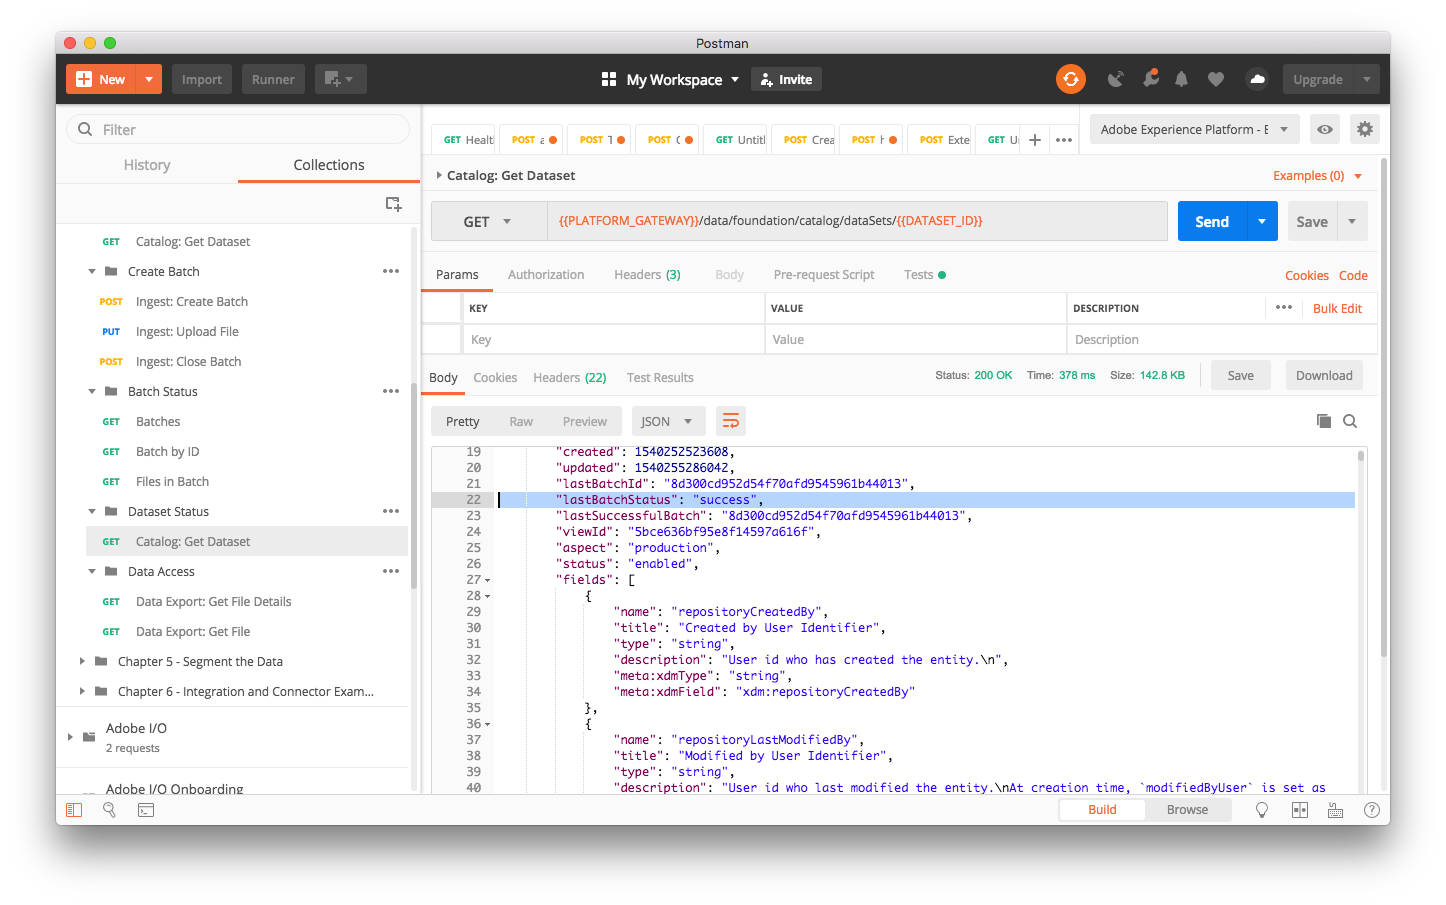 Postman
New
Import
Runner
My Workspace
Invite
Upgrade
Filter
History
Collections
GET Catalog: Get Dataset
Create Batch
POST Ingest: Create Batch
PUT Ingest: Upload File
POST Ingest: Close Batch
Batch Status
GET Batches
GET Batch by ID
GET Files in Batch
Dataset Status
GET Catalog: Get Dataset
Data Access
GET Data Export: Get File Details
GET Data Export: Get File
Chapter 5 - Segment the Data
Chapter 6 - Integration and Connector Exam...
Adobe I/O
2 requests
Adobe I/O Onboarding
GET Healt
POST
POST
POST
GET Untit
POST Crea
POST
POST Exte
GET
Adobe Experience Platform - E
Catalog: Get Dataset
Examples (0)
GET
{{PLATFORM_GATEWAY}}/data/foundation/catalog/dataSets/{{DATASET_ID}}
Send
Save
Params Authorization Headers (3) Body Pre-request Script Tests
Cookies Code
KEY VALUE DESCRIPTION
Bulk Edit
Key Value Description
Body Cookies Headers (22) Test Results
Status: 200 OK Time: 378 ms Size: 142.8 KB
Save Download
Pretty Raw Preview JSON
19 "created": 1540252523608,
20 "updated": 1540255286042,
21 "lastBatchId": "8d300cd952d54f70afd9545961b44013",
22 "lastBatchStatus": "success",
23 "lastSuccessfulBatch": "8d300cd952d54f70afd9545961b44013",
24 "viewId": "5bce636bf95e8f14597a616f",
25 "aspect": "production",
26 "status": "enabled",
27 "fields": [
28 {
29 "name": "repositoryCreatedBy",
30 "title": "Created by User Identifier",
31 "type": "string",
32 "description": "User id who has created the entity.\n",
33 "meta:xdmType": "string",
34 "meta:xdmField": "xdm:repositoryCreatedBy"
35 },
36 {
37 "name": "repositoryLastModifiedBy",
38 "title": "Modified by User Identifier",
39 "type": "string",
40 "description": "User id who last modified the entity.\nAt creation time, `modifiedByUser` is set as
Build
Browse